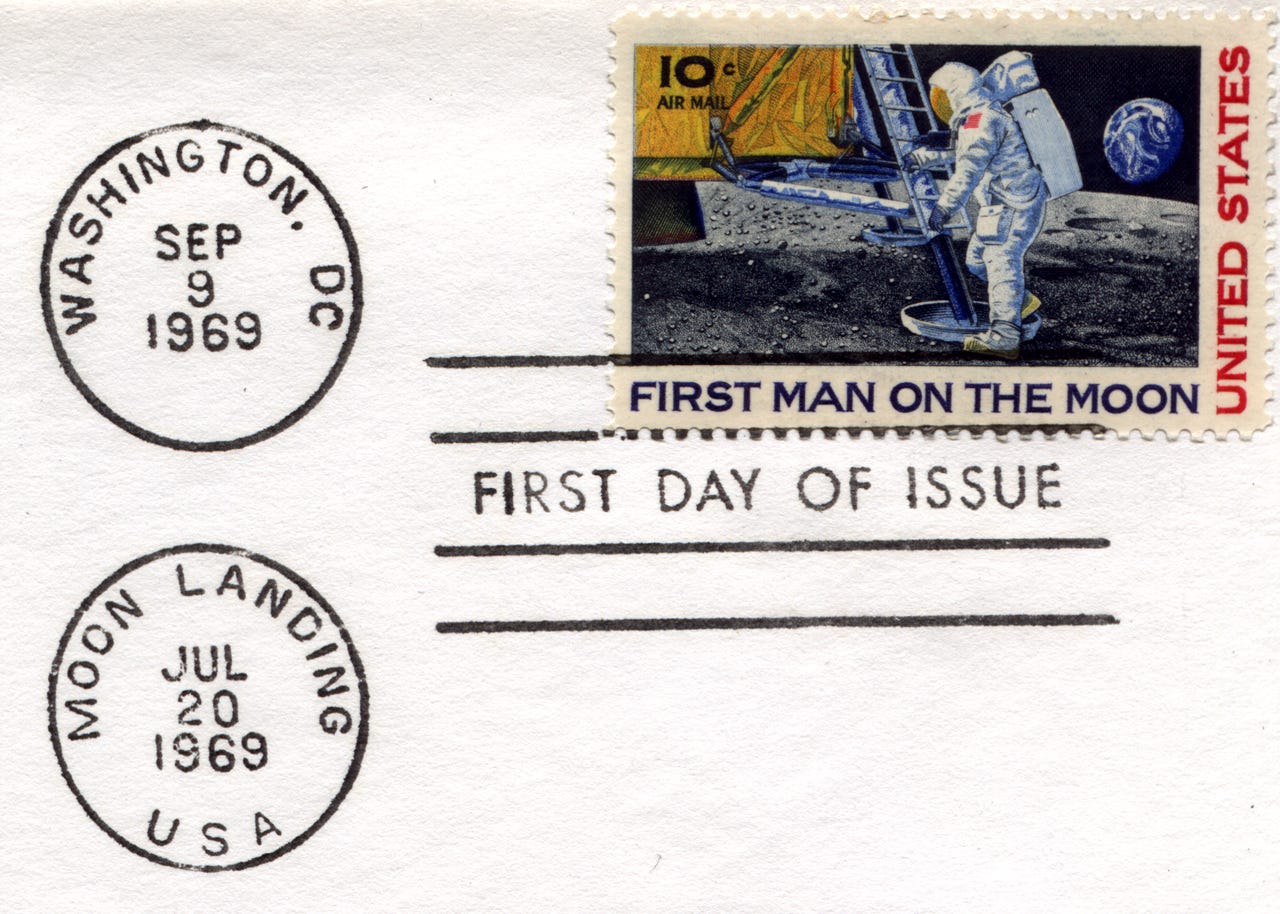 WASHINGTON, DC
SEP
9
1969
10c
AIR MAIL
UNITED STATES
FIRST MAN ON THE MOON
FIRST DAY OF ISSUE
MOON LANDING
JUL
20
1969
USA